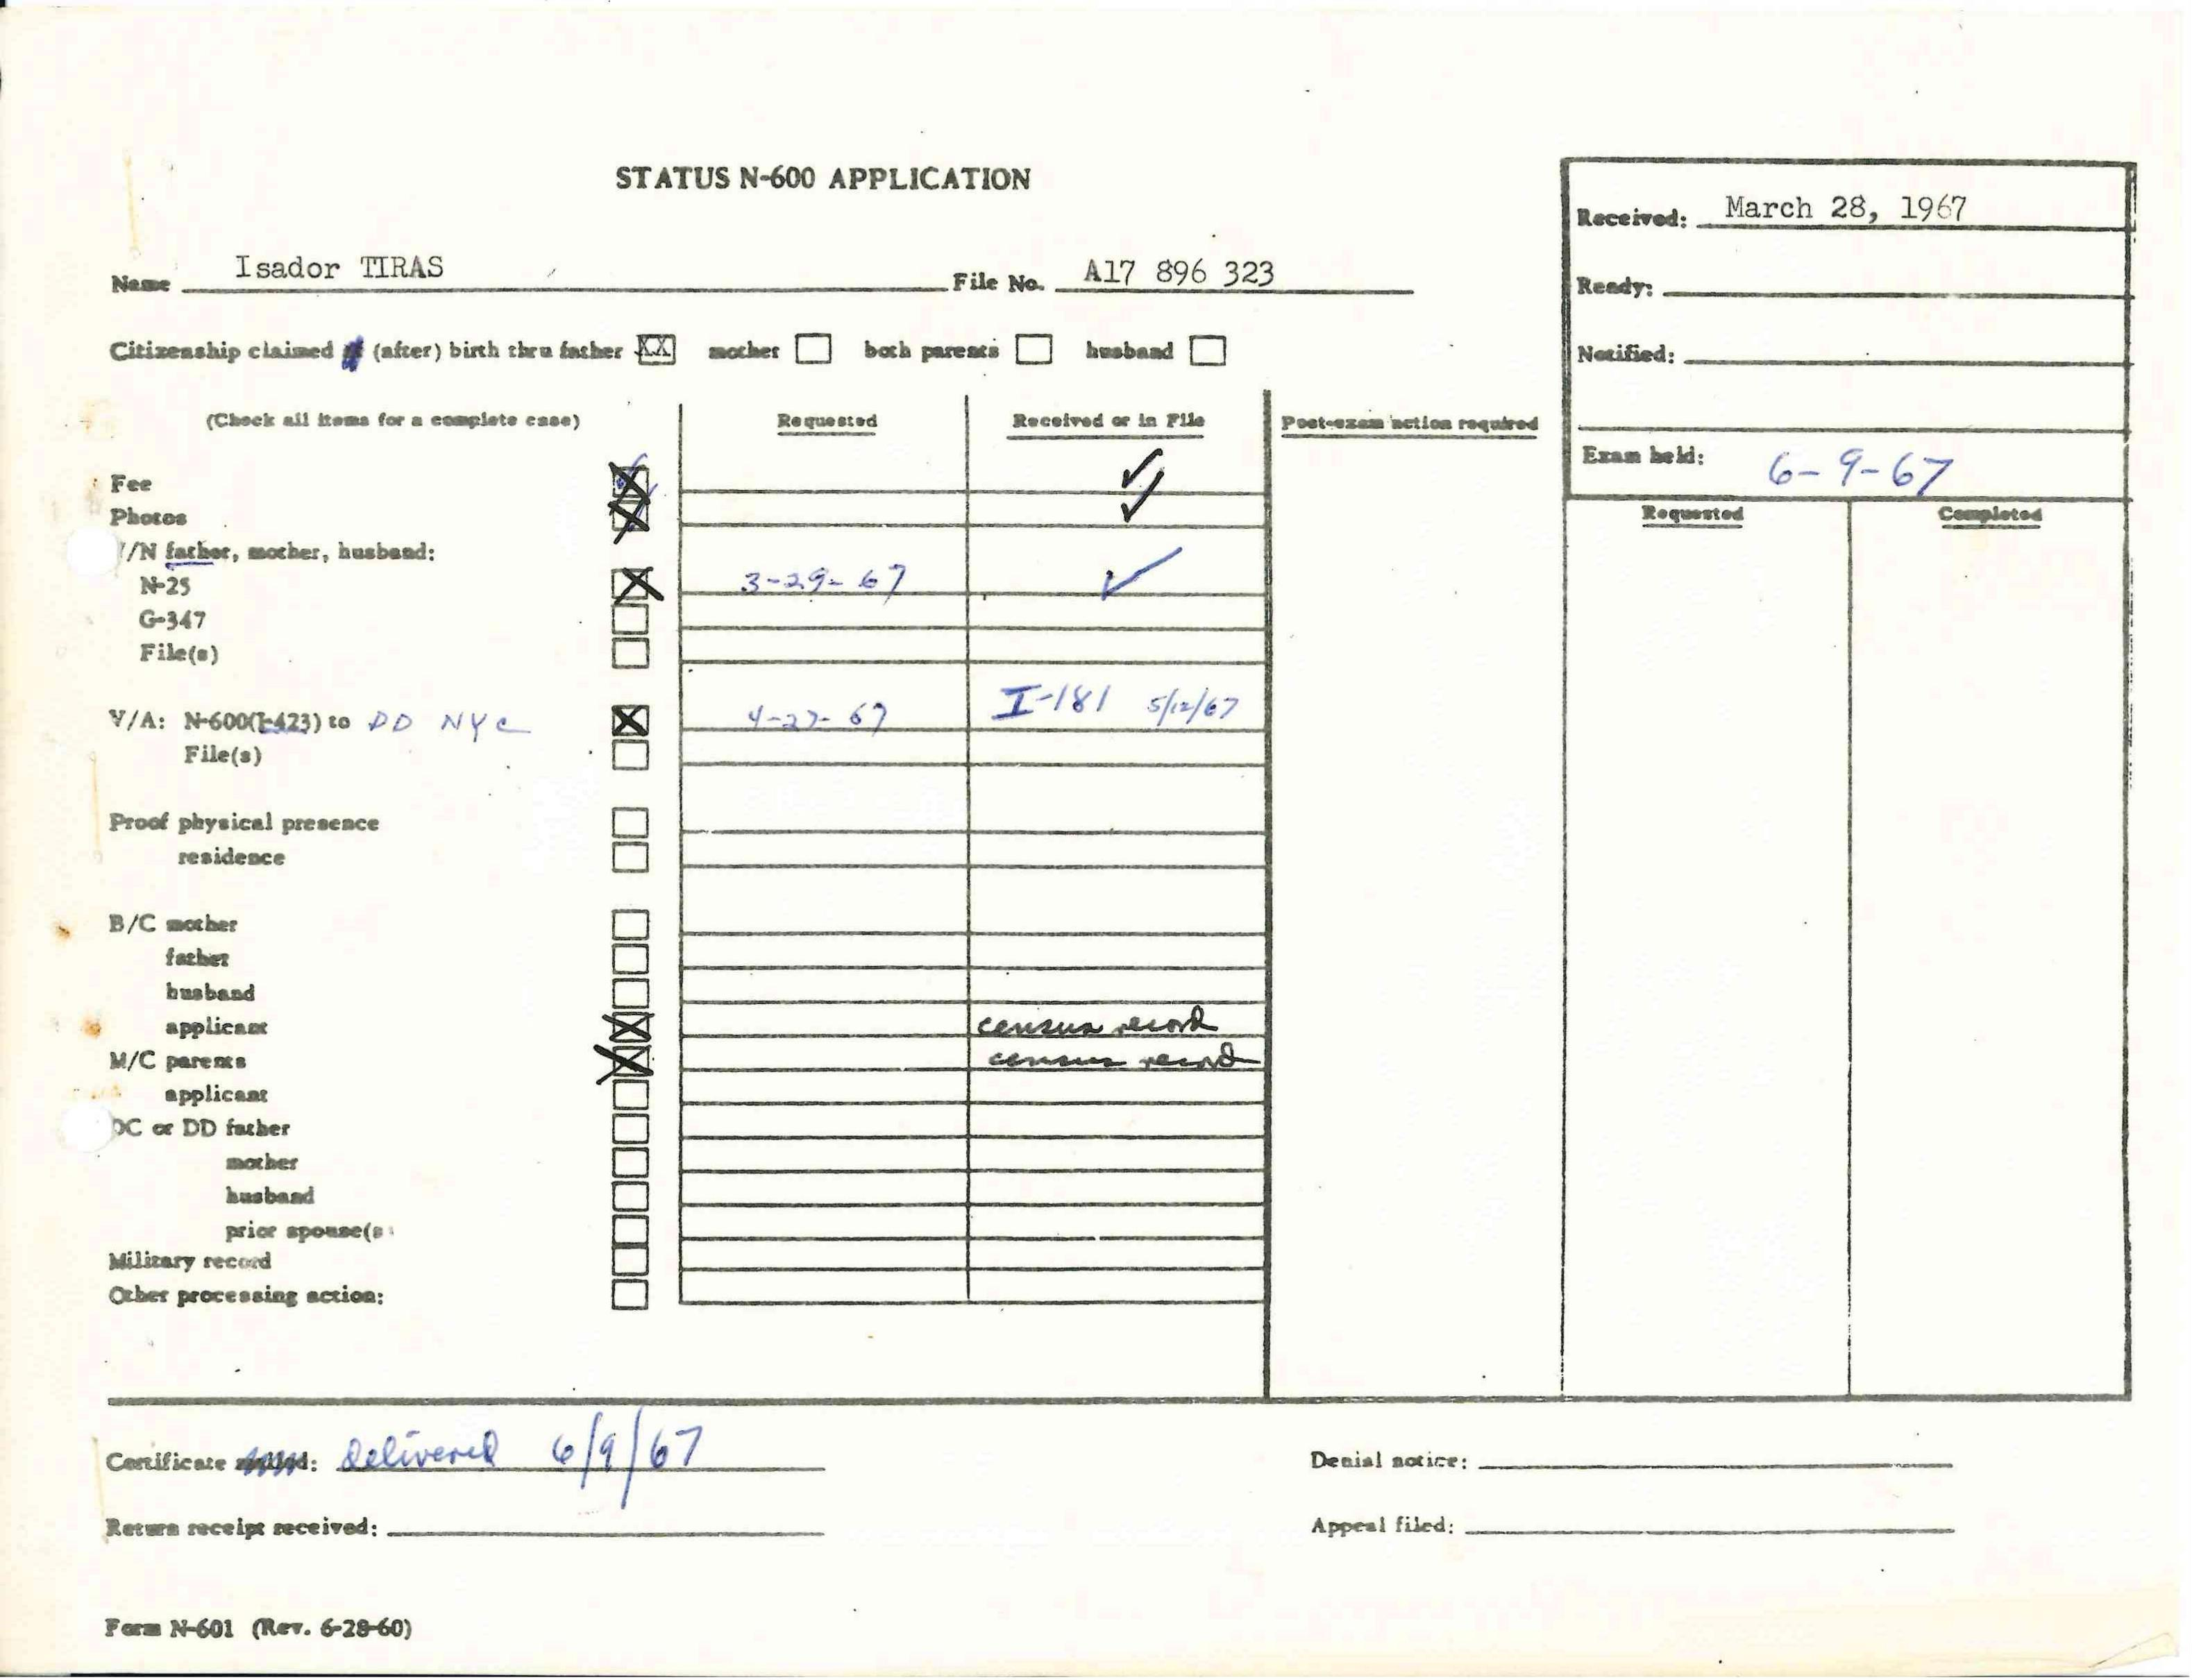 STATUS N-600 APPLICATION
Received: March 28, 1967
Name Isador TIRAS File No. A17 896 323
Ready:
Citizenship claimed (after) birth thru father XX mother both parents husband
Notified:
(Check all items for a complete case) Requested Received or in File Post-exam action required
Exam held: 6-9-67
Requested Completed
Fee ✓
Photos ✓
/N father, mother, husband:
N-25 3-29-67 ✓
G-347
File(s)
V/A: N-600(I-423) to DD NYC 4-27-67 I-181 5/12/67
File(s)
Proof physical presence
residence
B/C mother
father
husband
applicant census record
M/C parents census record
applicant
DC or DD father
mother
husband
prior spouse(s
Military record
Other processing action:
Certificate mailed: delivered 6/9/67 Denial notice:
Return receipt received: Appeal filed:
Form N-601 (Rev. 6-28-60)